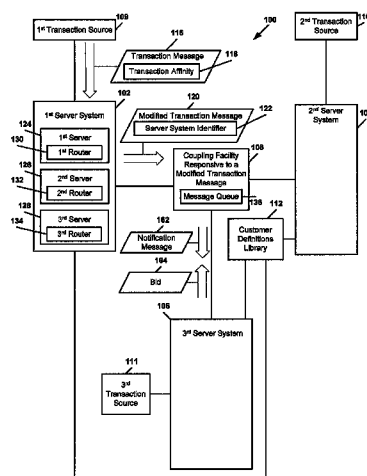 109
1st Transaction Source
116
Transaction Message
Transaction Affinity
118
100
2nd Transaction Source
102
1st Server System
124
1st Server
130
1st Router
126
2nd Server
132
2nd Router
128
3rd Server
134
3rd Router
120
Modified Transaction Message
122
Server System Identifier
108
Coupling Facility Responsive to a Modified Transaction Message
Message Queue
136
2nd Server System
162
Notification Message
112
Customer Definitions Library
164
Bid
106
3rd Server System
111
3rd Transaction Source